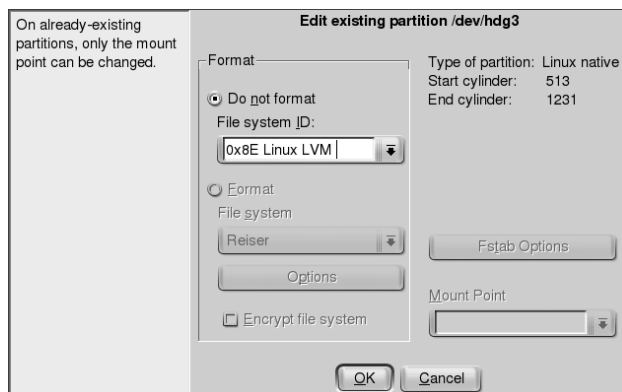 On already-existing
partitions, only the mount
point can be changed.
Edit existing partition /dev/hdg3
Format
Do not format
File system ID:
0x8E Linux LVM
Format
File system
Reiser
Options
Encrypt file system
Type of partition: Linux native
Start cylinder: 513
End cylinder: 1231
Fstab Options
Mount Point
OK
Cancel